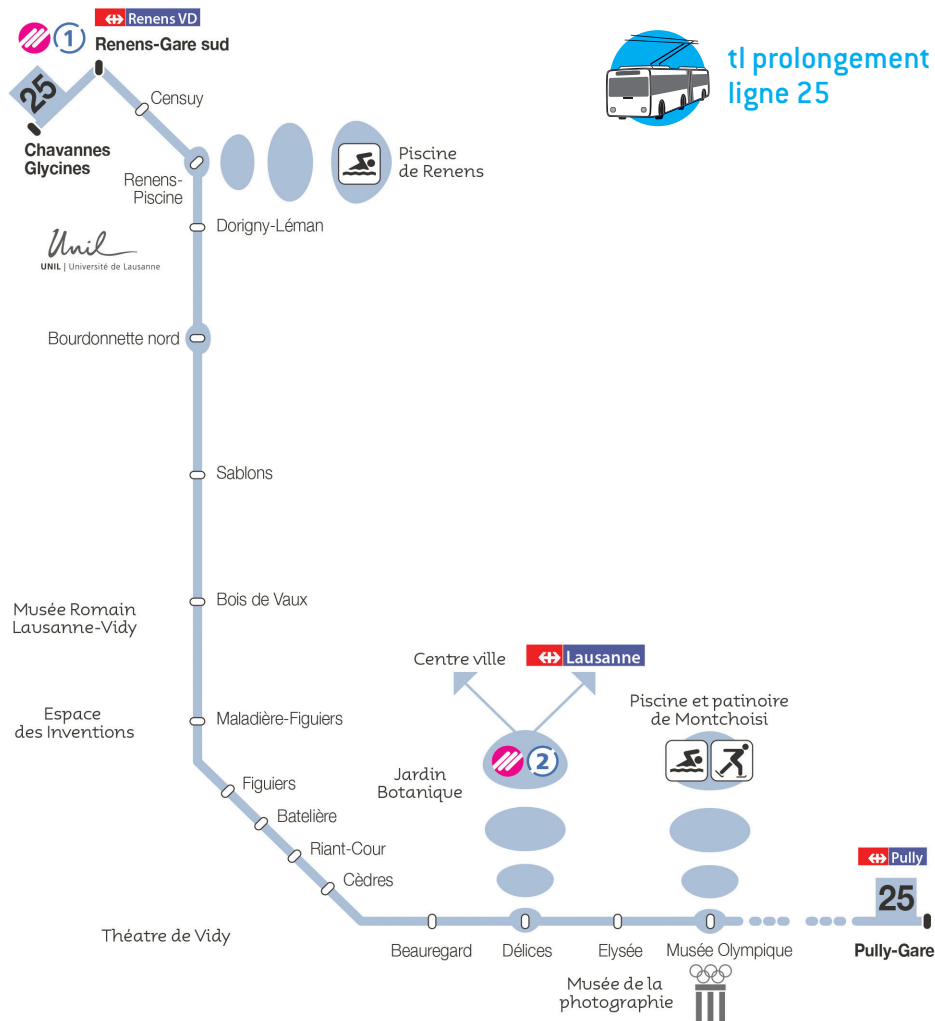 Renens VD
1
Renens-Gare sud
tl prolongement
ligne 25
25
Censuy
Chavannes
Glycines
Piscine
de Renens
Renens-
Piscine
Dorigny-Léman
Unil
UNIL | Université de Lausanne
Bourdonnette nord
Sablons
Bois de Vaux
Musée Romain
Lausanne-Vidy
Centre ville
Lausanne
Piscine et patinoire
de Montchoisi
Espace
des Inventions
Maladière-Figuiers
2
Jardin
Botanique
Figuiers
Batelière
Riant-Cour
Cèdres
Pully
25
Théatre de Vidy
Beauregard
Délices
Elysée
Musée Olympique
Pully-Gare
Musée de la
photographie